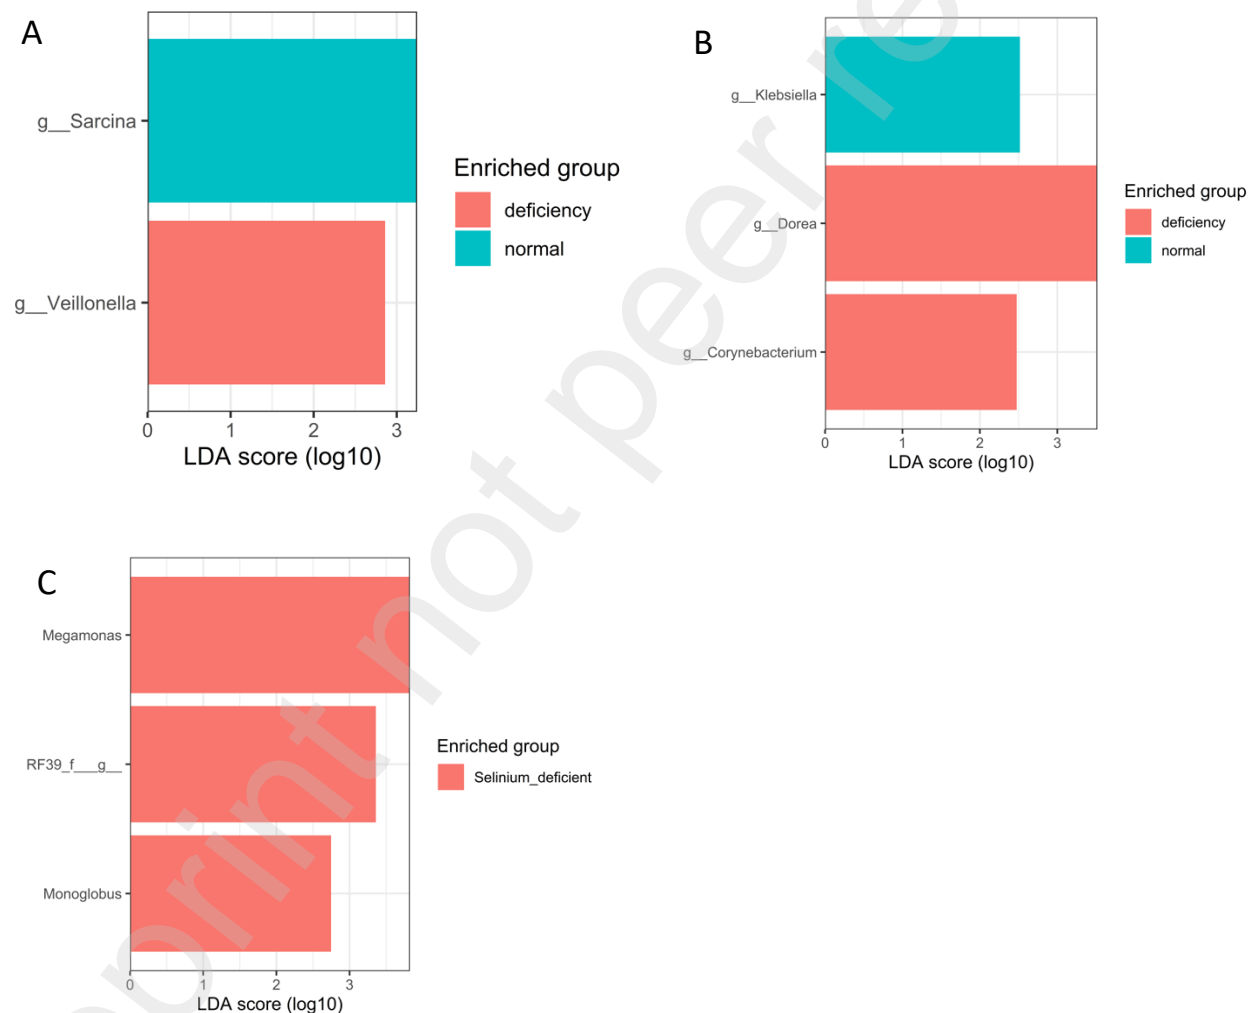 A
g__Sarcina
g__Veillonella
0 1 2 3
LDA score (log10)
Enriched group
deficiency
normal
B
g__Klebsiella
g__Dorea
g__Corynebacterium
0 1 2 3
LDA score (log10)
Enriched group
deficiency
normal
C
Megamonas
RF39_f___g__
Monoglobus
0 1 2 3
LDA score (log10)
Enriched group
Selinium_deficient
print not peer re